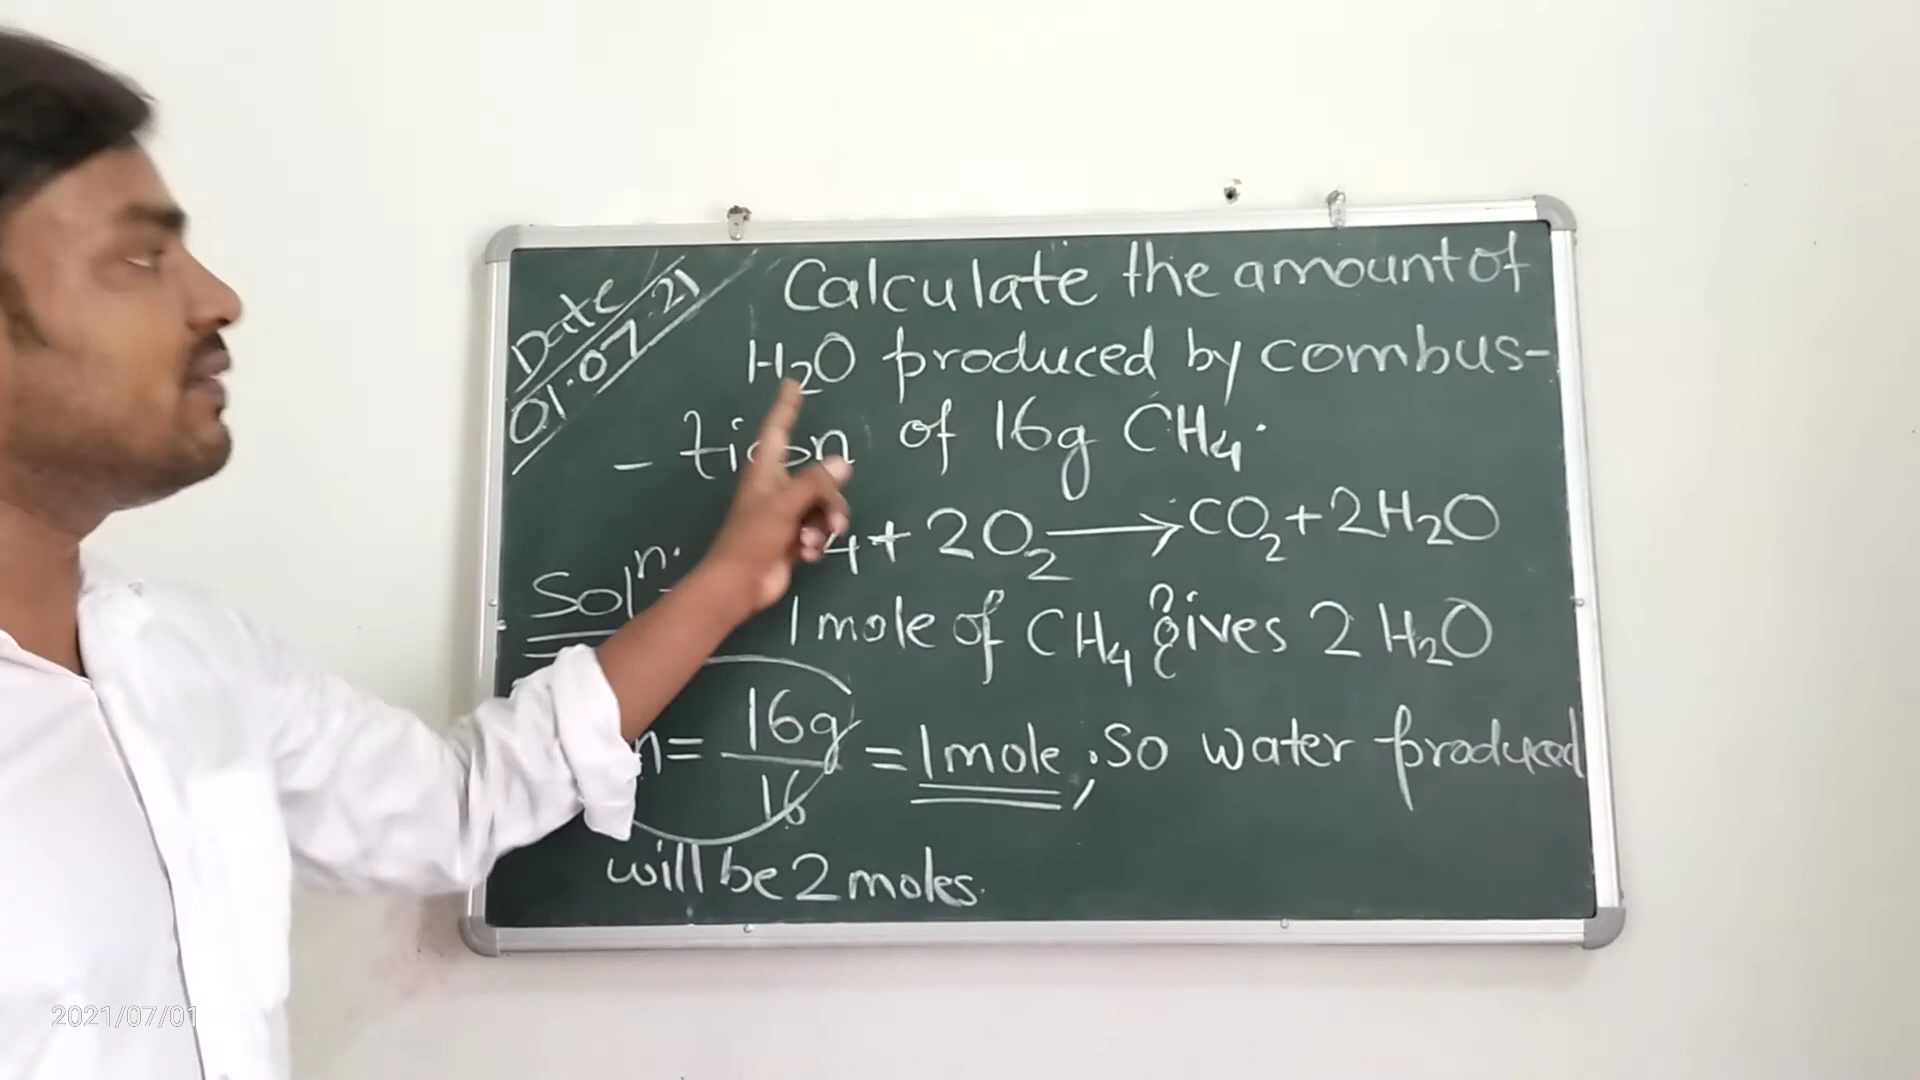 Date
01.07.21
Calculate the amount of
H₂O produced by combus-
- tion of 16g CH₄.
Solⁿ.
4 + 2O₂ → CO₂ + 2H₂O
1 mole of CH₄ gives 2 H₂O
n = 16g/16 = 1 mole, so water produced
will be 2 moles.
2021/07/01